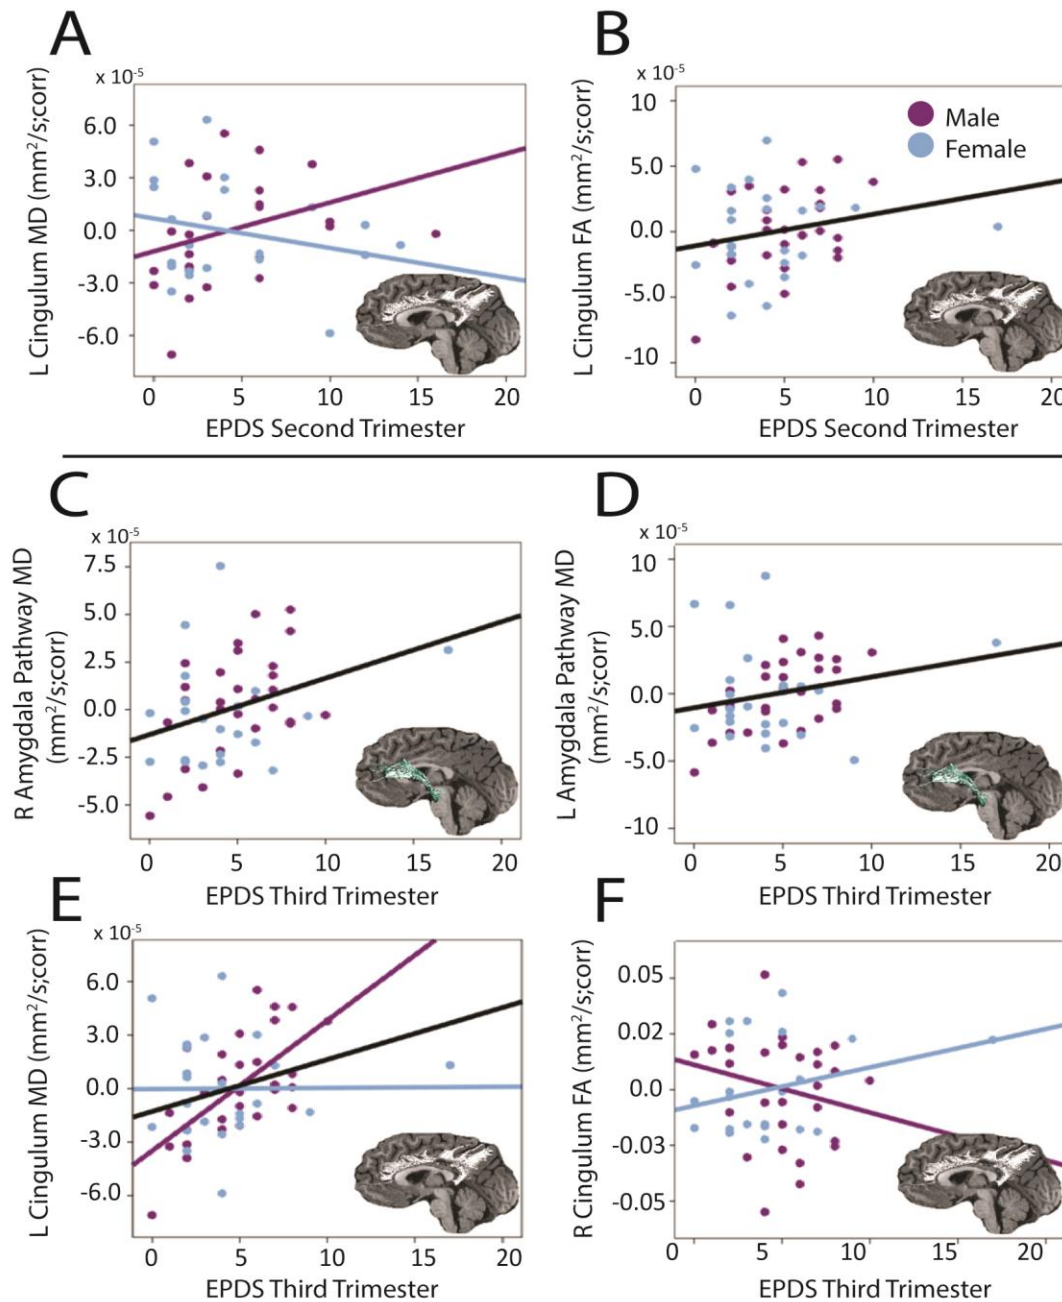 A
B
x 10⁻⁵
x 10⁻⁵
L Cingulum MD (mm²/s;corr)
6.0
3.0
0.0
-3.0
-6.0
0 5 10 15 20
EPDS Second Trimester
L Cingulum FA (mm²/s;corr)
10
5.0
0.0
-5.0
-10
Male
Female
0 5 10 15 20
EPDS Second Trimester
C
D
x 10⁻⁵
x 10⁻⁵
R Amygdala Pathway MD
(mm²/s;corr)
7.5
5.0
2.5
0.0
-2.5
-5.0
0 5 10 15 20
EPDS Third Trimester
L Amygdala Pathway MD
(mm²/s;corr)
10
5.0
0.0
-5.0
-10
0 5 10 15 20
EPDS Third Trimester
E
F
x 10⁻⁵
L Cingulum MD (mm²/s;corr)
6.0
3.0
0.0
-3.0
-6.0
0 5 10 15 20
EPDS Third Trimester
R Cingulum FA (mm²/s;corr)
0.05
0.02
0.0
-0.03
-0.05
0 5 10 15 20
EPDS Third Trimester